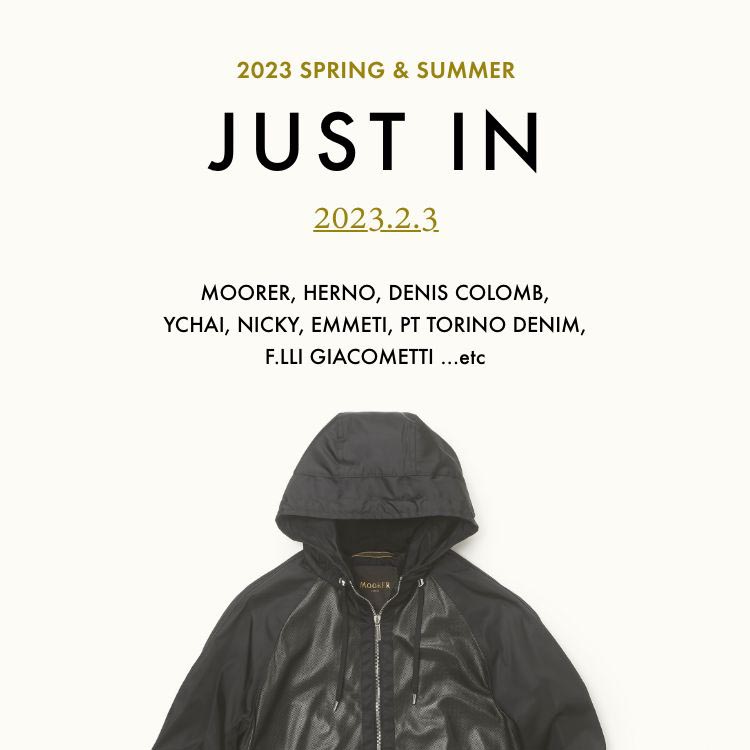 2023 SPRING & SUMMER
JUST IN
2023.2.3
MOORER, HERNO, DENIS COLOMB,
YCHAI, NICKY, EMMETI, PT TORINO DENIM,
F.LLI GIACOMETTI ...etc
MOORER